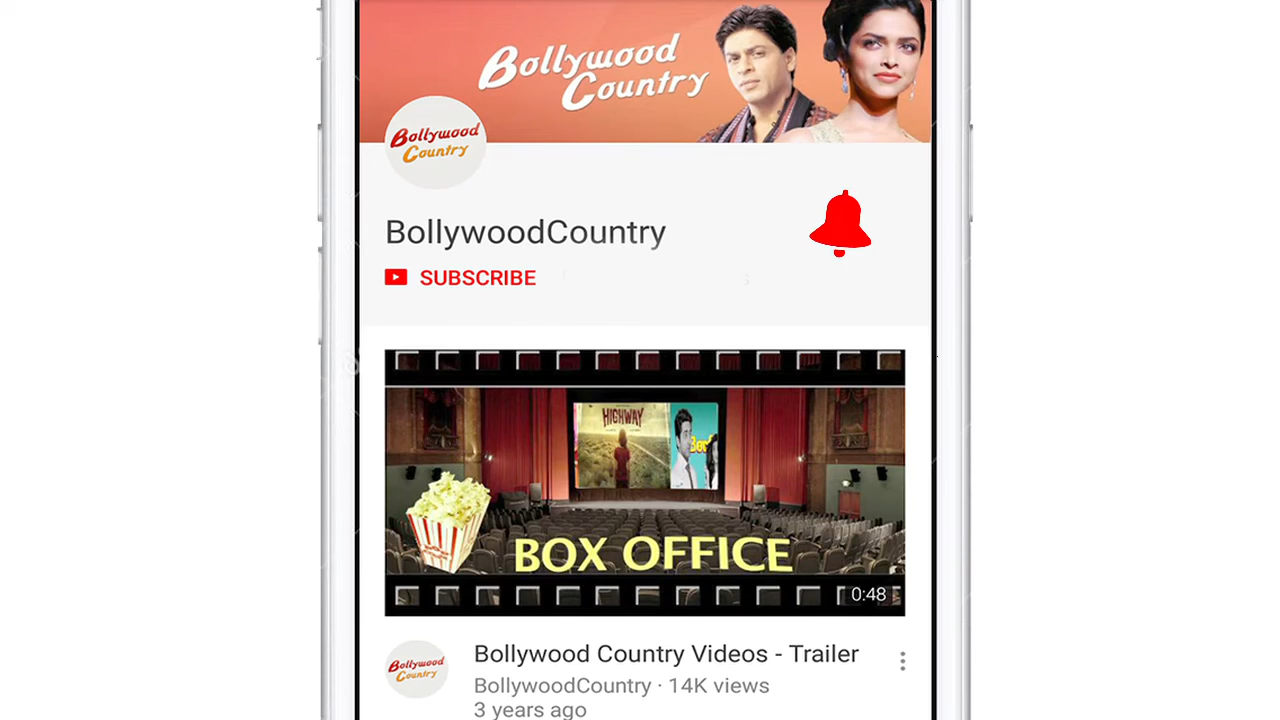 Bollywood
Country
Bollywood
Country
BollywoodCountry
SUBSCRIBE
HIGHWAY
BOX OFFICE
0:48
Bollywood
Country
Bollywood Country Videos - Trailer
BollywoodCountry · 14K views
3 years ago